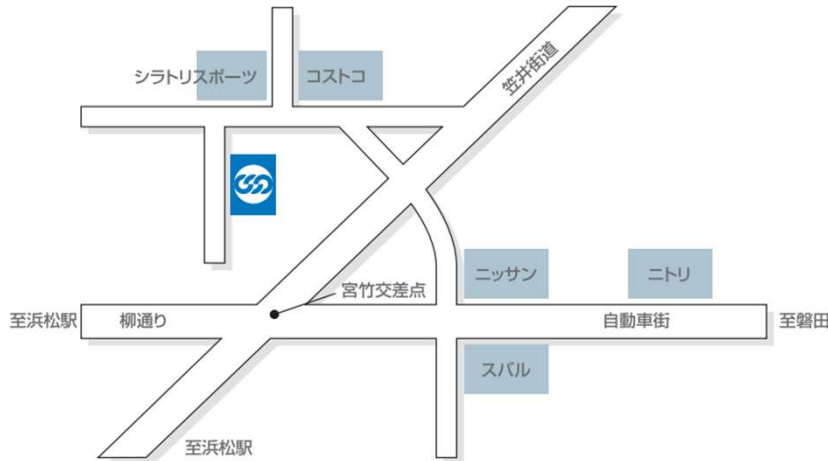 シラトリスポーツ
コストコ
笠井街道
ニッサン
ニトリ
宮竹交差点
至浜松駅
柳通り
自動車街
至磐田
スバル
至浜松駅